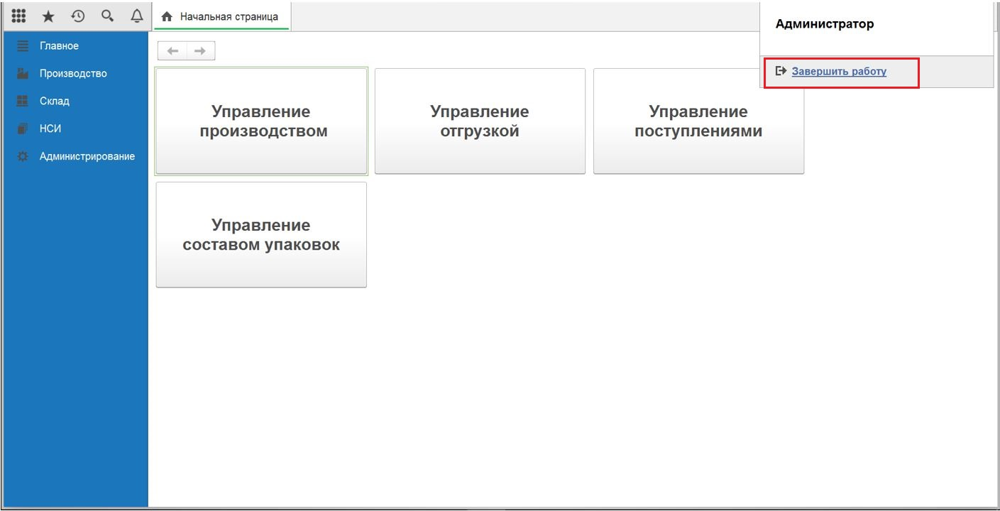 Начальная страница
Администратор
Завершить работу
Главное
Производство
Склад
НСИ
Администрирование
Управление
производством
Управление
отгрузкой
Управление
поступлениями
Управление
составом упаковок